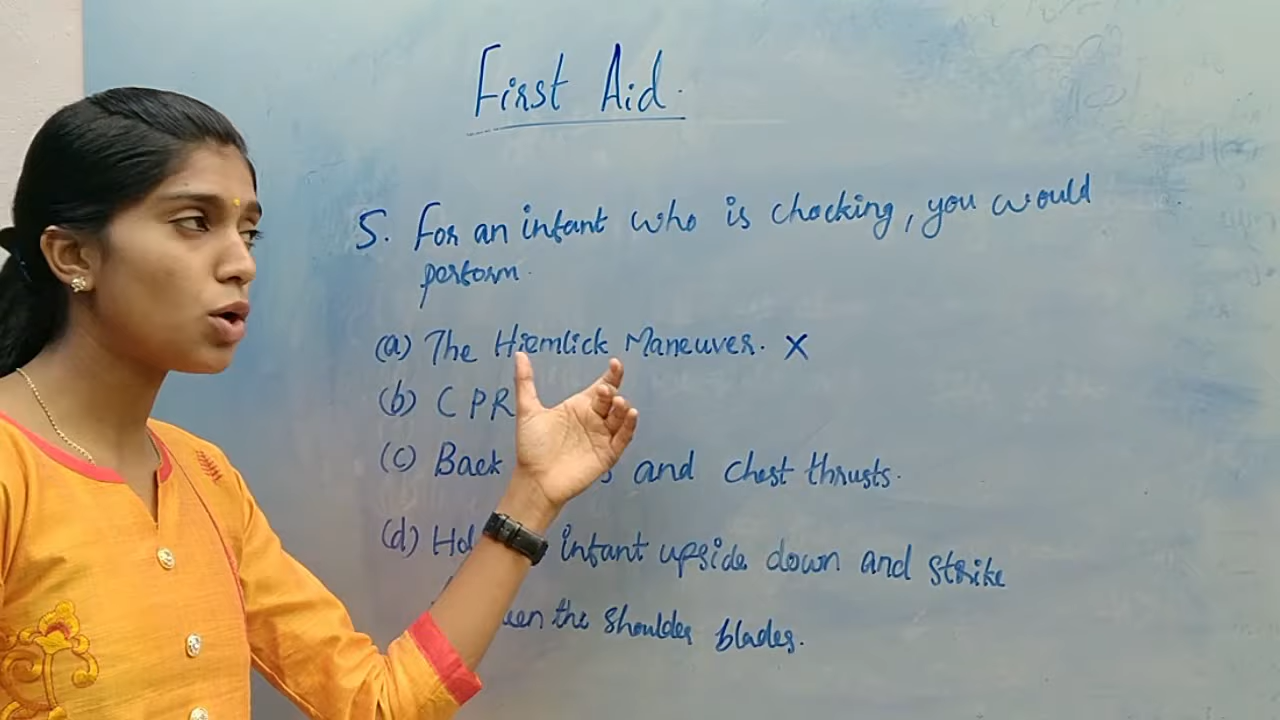 First Aid.
5. For an infant who is chocking, you would
perform.
(a) The Hiemlick Maneuver. X
(b) CPR
(c) Back and chest thrusts.
(d) infant upside down and strike
the shoulder blades.